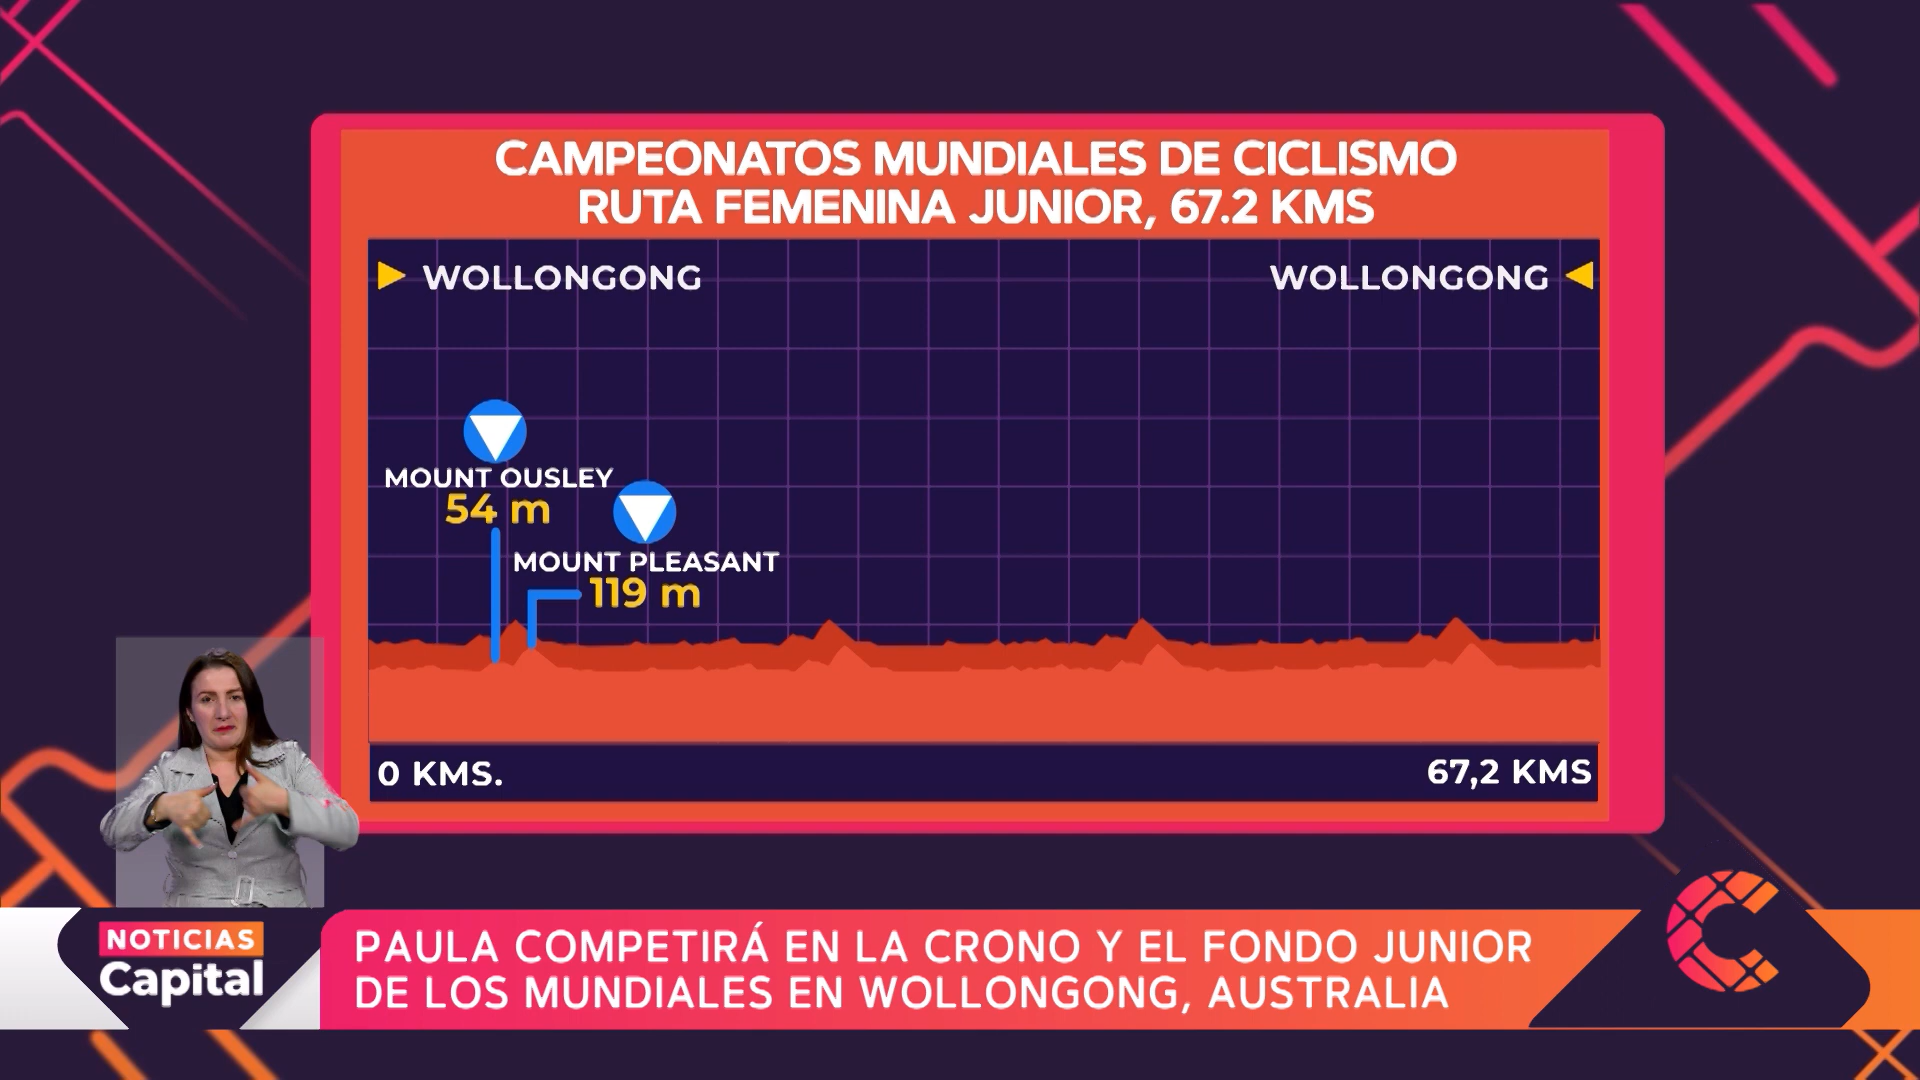 CAMPEONATOS MUNDIALES DE CICLISMO
RUTA FEMENINA JUNIOR, 67.2 KMS
WOLLONGONG
WOLLONGONG
MOUNT OUSLEY
54 m
MOUNT PLEASANT
119 m
0 KMS.
67,2 KMS
NOTICIAS
Capital
PAULA COMPETIRÁ EN LA CRONO Y EL FONDO JUNIOR
DE LOS MUNDIALES EN WOLLONGONG, AUSTRALIA